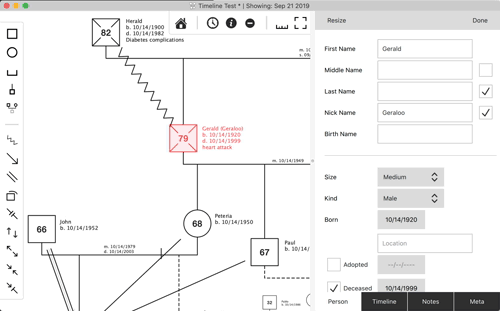 Timeline Test * | Showing: Sep 21 2019
Resize
Done
Herald
b. 10/14/1900
d. 10/14/1982
Diabetes complications
82
Gerald (Geraloo)
b. 10/14/1920
d. 10/14/1999
heart attack
79
m. 10/14/1949
John
b. 10/14/1952
66
Peteria
b. 10/14/1950
68
m. 10/14/1979
d. 10/14/2003
Paul
b. 10/14/
67
32
First Name
Gerald
Middle Name
Last Name
Nick Name
Geraloo
Birth Name
Size
Medium
Kind
Male
Born
10/14/1920
Location
Adopted
--/--/----
Deceased
10/14/1999
Person
Timeline
Notes
Meta